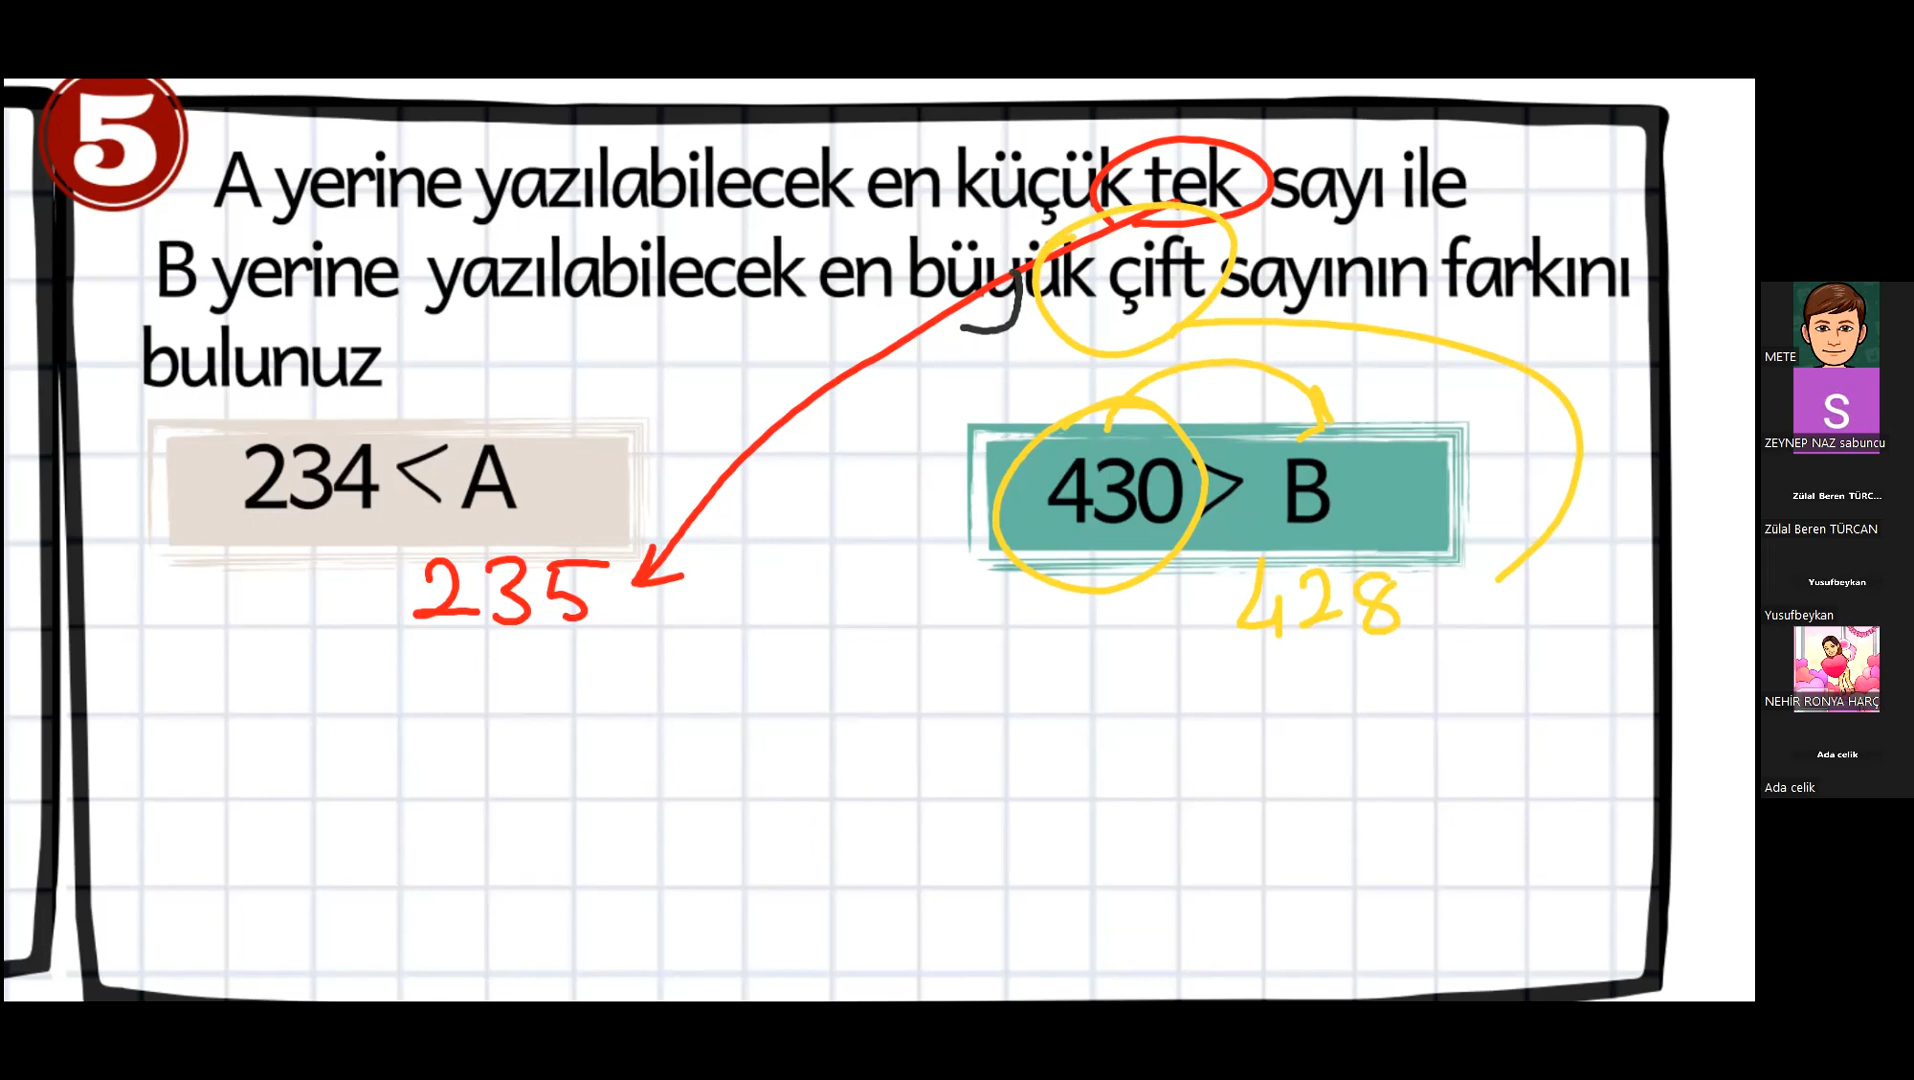 5
A yerine yazılabilecek en küçük tek sayı ile
B yerine yazılabilecek en büyük çift sayının farkını
bulunuz
234 < A
430 > B
235
428
METE
S
ZEYNEP NAZ sabuncu
Zülal Beren TÜRC...
Zülal Beren TÜRCAN
Yusufbeykan
Yusufbeykan
NEHİR RONYA HARÇ
Ada celik
Ada celik